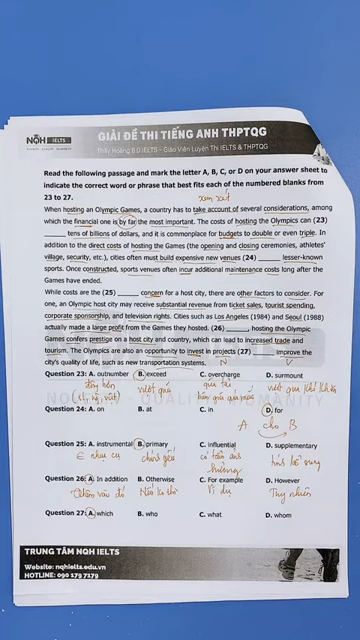 NQH IELTS
GIẢI ĐỀ THI TIẾNG ANH THPTQG
Thầy Hoàng 8.0 IELTS - Giáo Viên Luyện Thi IELTS & THPTQG
Read the following passage and mark the letter A, B, C, or D on your answer sheet to
indicate the correct word or phrase that best fits each of the numbered blanks from
23 to 27.
xem xét
When hosting an Olympic Games, a country has to take account of several considerations, among
which the financial one is by far the most important. The costs of hosting the Olympics can (23)
______ tens of billions of dollars, and it is commonplace for budgets to double or even triple. In
addition to the direct costs of hosting the Games (the opening and closing ceremonies, athletes'
village, security, etc.), cities often must build expensive new venues (24) ______ lesser-known
sports. Once constructed, sports venues often incur additional maintenance costs long after the
Games have ended.
While costs are the (25) ______ concern for a host city, there are other factors to consider. For
one, an Olympic host city may receive substantial revenue from ticket sales, tourist spending,
corporate sponsorship, and television rights. Cities such as Los Angeles (1984) and Seoul (1988)
actually made a large profit from the Games they hosted. (26) ______, hosting the Olympic
Games confers prestige on a host city and country, which can lead to increased trade and
tourism. The Olympics are also an opportunity to invest in projects (27) ______ improve the
city's quality of life, such as new transportation systems.
N V
Question 23: A. outnumber B. exceed C. overcharge D. surmount
đông hơn vượt quá vượt qua khó khăn
Question 24: A. on B. at C. in D. for
A cho B
Question 25: A. instrumental B. primary C. influential D. supplementary
chính yếu có tầm ảnh hưởng
Question 26: A. In addition B. Otherwise C. For example D. However
Thêm vào đó Nếu ko thì Ví dụ Tuy nhiên
Question 27: A. which B. who C. what D. whom
TRUNG TÂM NQH IELTS
Website: nqhielts.edu.vn
HOTLINE: 090 179 7179